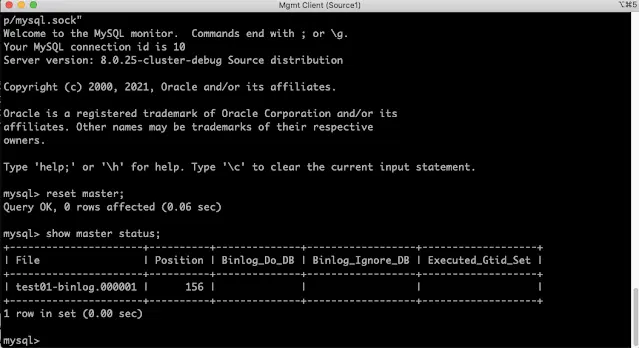 Mgmt Client (Source1)
⌥⌘5
p/mysql.sock"
Welcome to the MySQL monitor.  Commands end with ; or \g.
Your MySQL connection id is 10
Server version: 8.0.25-cluster-debug Source distribution
Copyright (c) 2000, 2021, Oracle and/or its affiliates.
Oracle is a registered trademark of Oracle Corporation and/or its
affiliates. Other names may be trademarks of their respective
owners.
Type 'help;' or '\h' for help. Type '\c' to clear the current input statement.
mysql> reset master;
Query OK, 0 rows affected (0.06 sec)
mysql> show master status;
+-----------------------+----------+--------------+------------------+-------------------+
| File                  | Position | Binlog_Do_DB | Binlog_Ignore_DB | Executed_Gtid_Set |
+-----------------------+----------+--------------+------------------+-------------------+
| test01-binlog.000001 |      156 |              |                  |                   |
+-----------------------+----------+--------------+------------------+-------------------+
1 row in set (0.00 sec)
mysql>